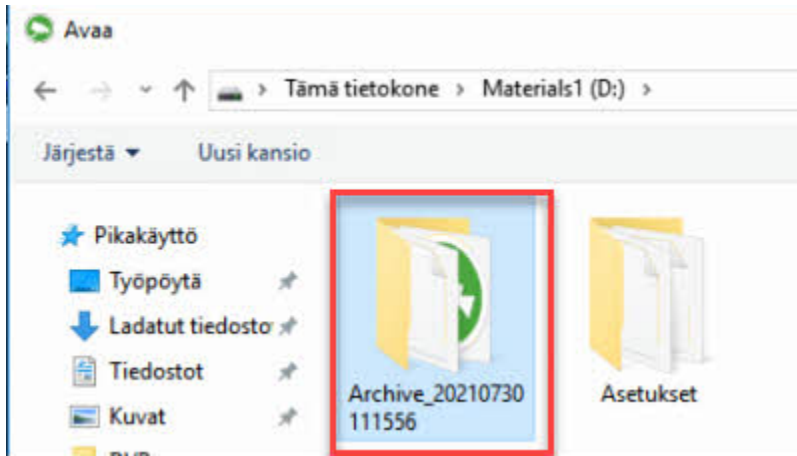 Avaa
Tämä tietokone > Materials1 (D:) >
Järjestä Uusi kansio
Pikakäyttö
Työpöytä
Ladatut tiedosto
Tiedostot
Kuvat
Archive_20210730
111556
Asetukset